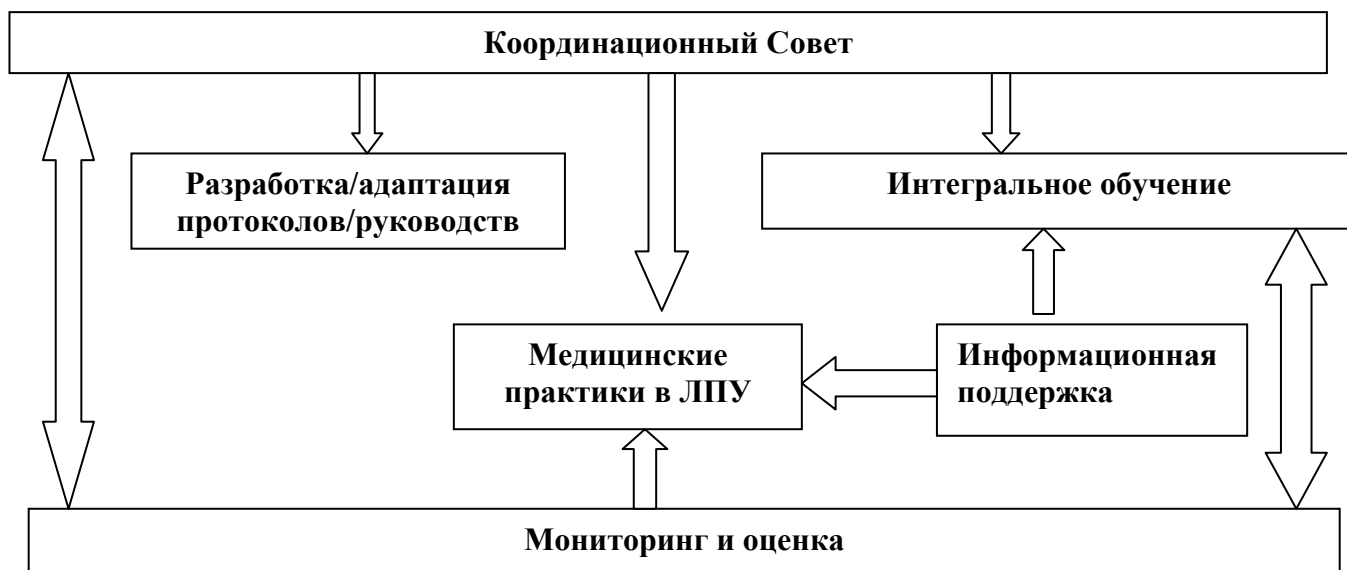 Координационный Совет
Разработка/адаптация
протоколов/руководств
Интегральное обучение
Медицинские
практики в ЛПУ
Информационная
поддержка
Мониторинг и оценка